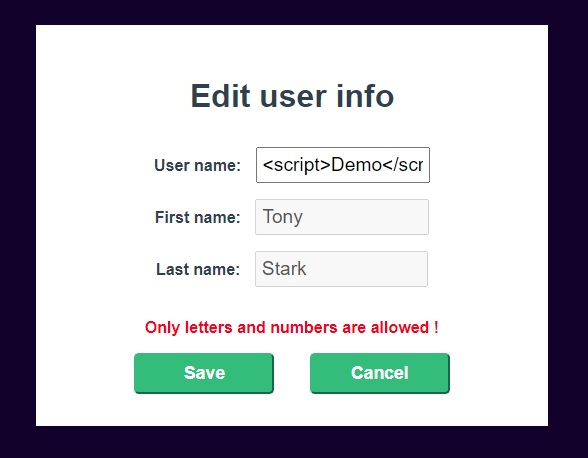 Edit user info
User name: <script>Demo</scr
First name: Tony
Last name: Stark
Only letters and numbers are allowed !
Save Cancel